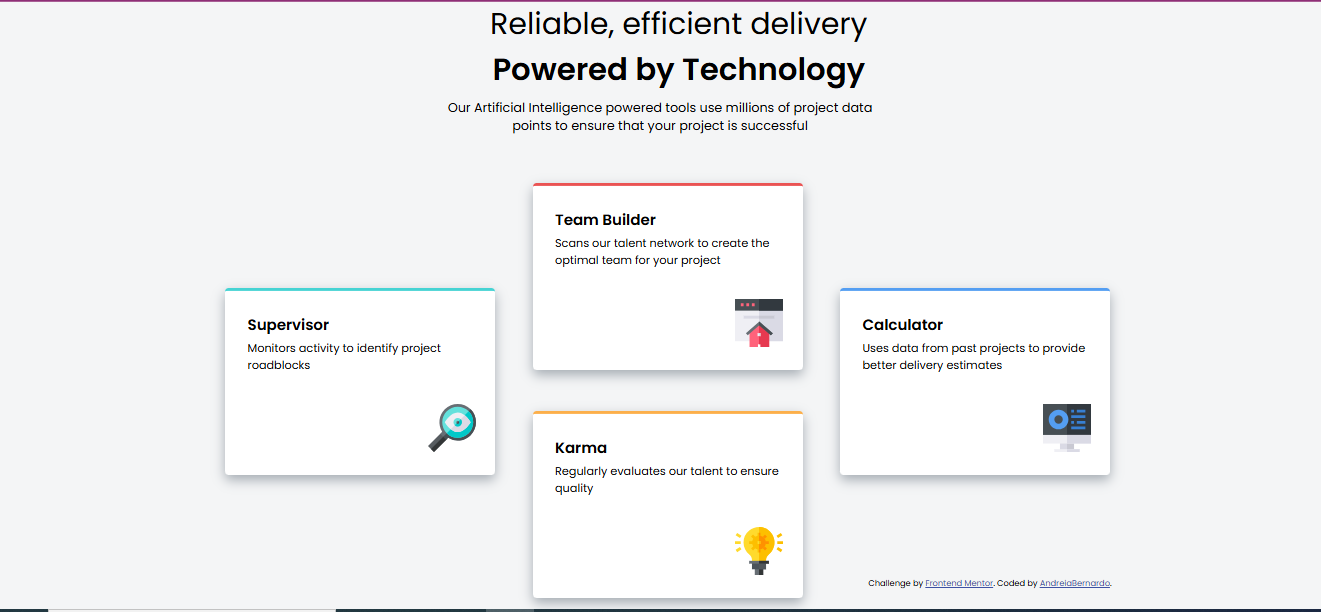 Reliable, efficient delivery
Powered by Technology
Our Artificial Intelligence powered tools use millions of project data
points to ensure that your project is successful
Team Builder
Scans our talent network to create the
optimal team for your project
Supervisor
Monitors activity to identify project
roadblocks
Calculator
Uses data from past projects to provide
better delivery estimates
Karma
Regularly evaluates our talent to ensure
quality
Challenge by Frontend Mentor. Coded by AndreiaBernardo.